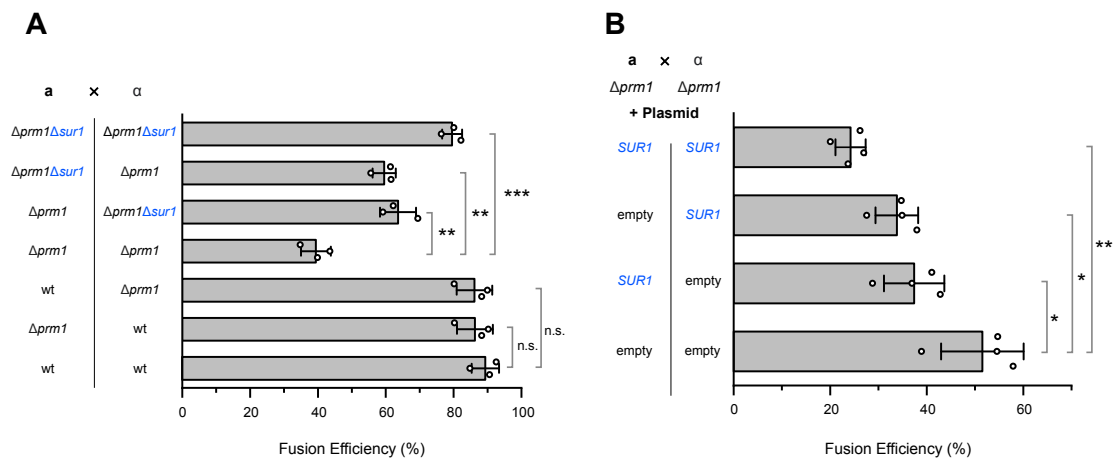 A
a × α
Δprm1Δsur1 Δprm1Δsur1
Δprm1Δsur1 Δprm1
Δprm1 Δprm1Δsur1
Δprm1 Δprm1
wt Δprm1
Δprm1 wt
wt wt
***
**
**
n.s.
n.s.
0 20 40 60 80 100
Fusion Efficiency (%)
B
a × α
Δprm1 Δprm1
+ Plasmid
SUR1 SUR1
empty SUR1
SUR1 empty
empty empty
**
*
*
0 20 40 60
Fusion Efficiency (%)